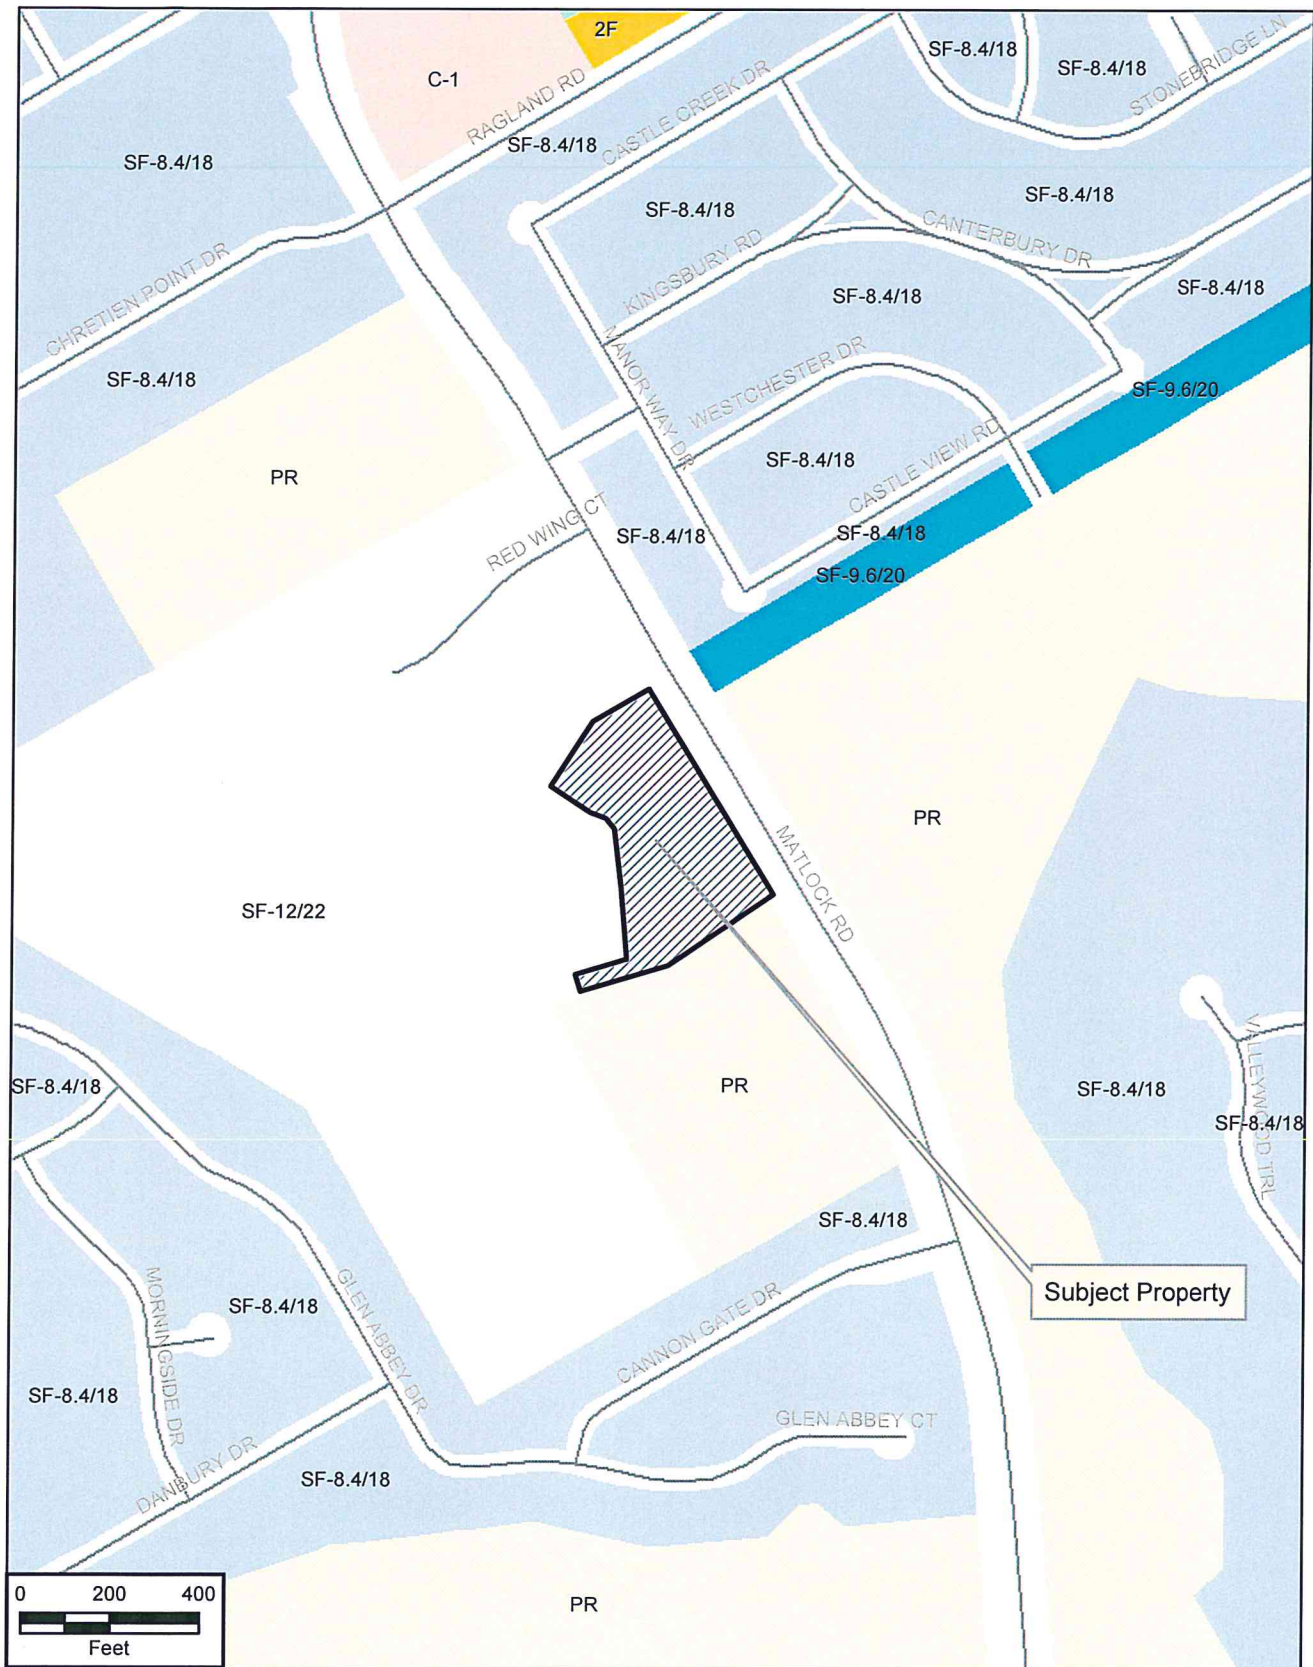 2F
SF-8.4/18
C-1
SF-8.4/18
STONEBRIDGE LN
RAGLAND RD
CASTLE CREEK DR
SF-8.4/18
SF-8.4/18
SF-8.4/18
SF-8.4/18
CANTERBURY DR
KINGSBURY RD
CHRETIEN POINT DR
SF-8.4/18
SF-8.4/18
MANOR WAY DR
WESTCHESTER DR
SF-8.4/18
SF-9.6/20
SF-8.4/18
PR
CASTLE VIEW RD
RED WING CT
SF-8.4/18
SF-8.4/18
SF-9.6/20
PR
MATLOCK RD
SF-12/22
PR
SF-8.4/18
SF-8.4/18
SF-8.4/18
VALLEYWOOD TRL
SF-8.4/18
Subject Property
MORNINGSIDE DR
SF-8.4/18
GLEN ABBEY DR
CANNON GATE DR
SF-8.4/18
GLEN ABBEY CT
DANBURY DR
SF-8.4/18
PR
0 200 400
Feet